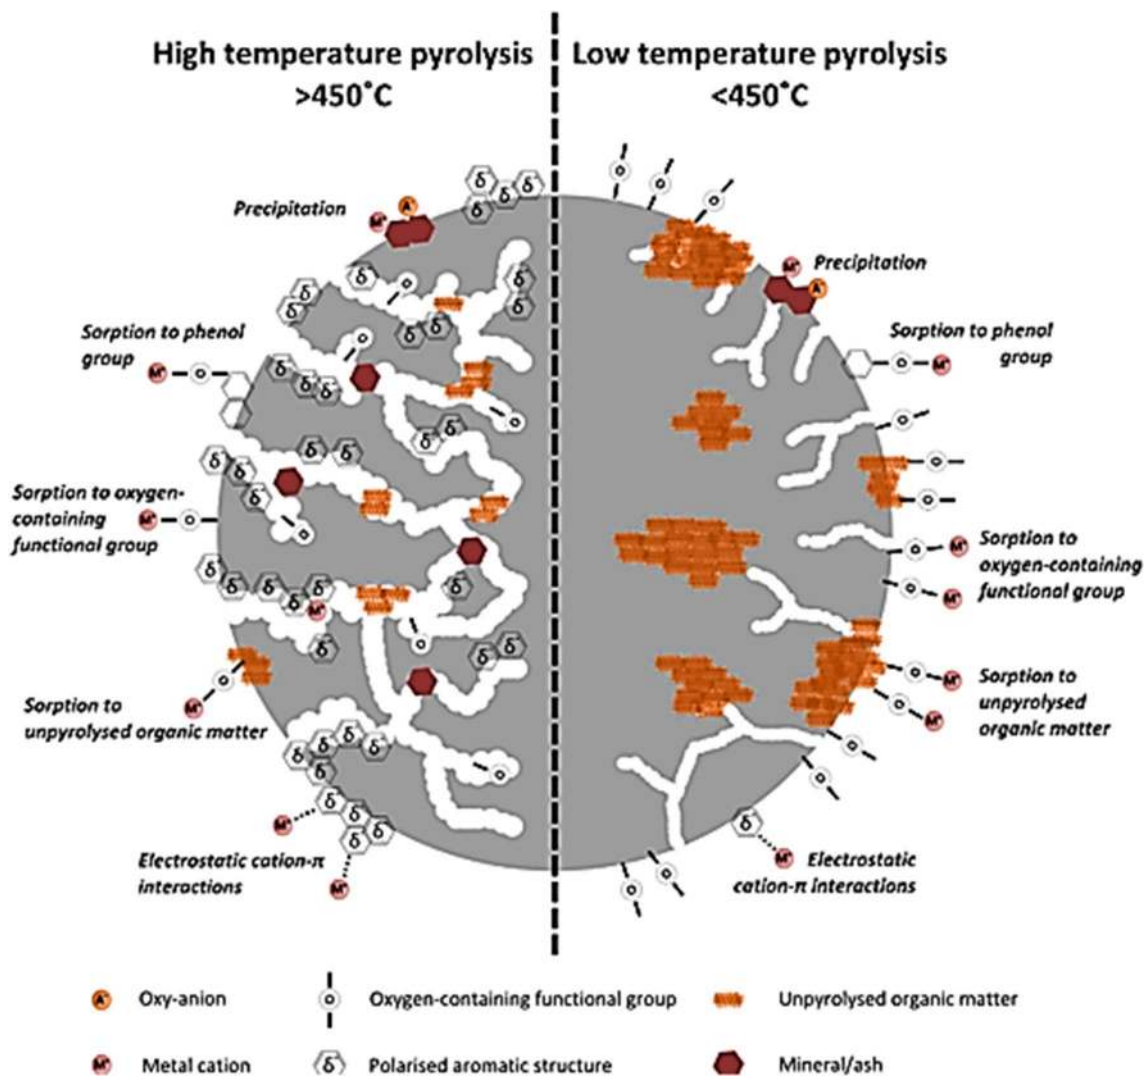 High temperature pyrolysis
>450°C
Low temperature pyrolysis
<450°C
Precipitation
Sorption to phenol
group
Sorption to oxygen-
containing
functional group
Sorption to
unpyrolysed organic matter
Electrostatic cation-π
interactions
Precipitation
Sorption to phenol
group
Sorption to
oxygen-containing
functional group
Sorption to
unpyrolysed
organic matter
Electrostatic
cation-π interactions
A⁻ Oxy-anion
O Oxygen-containing functional group
Unpyrolysed organic matter
M⁺ Metal cation
δ⁻ Polarised aromatic structure
Mineral/ash